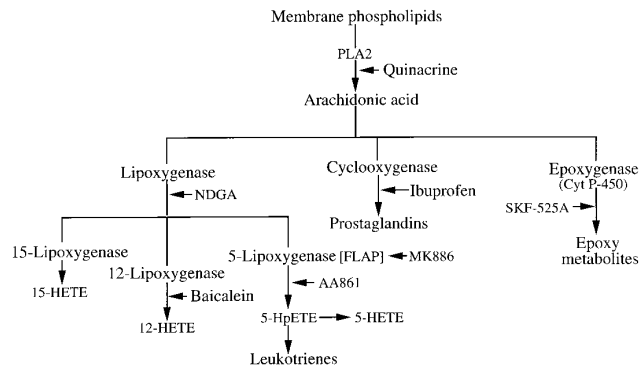 Membrane phospholipids
PLA2
Quinacrine
Arachidonic acid
Lipoxygenase
Cyclooxygenase
Epoxygenase
(Cyt P-450)
NDGA
Ibuprofen
SKF-525A
Prostaglandins
Epoxy
metabolites
15-Lipoxygenase
12-Lipoxygenase
5-Lipoxygenase [FLAP]
MK886
15-HETE
Baicalein
AA861
12-HETE
5-HpETE
5-HETE
Leukotrienes